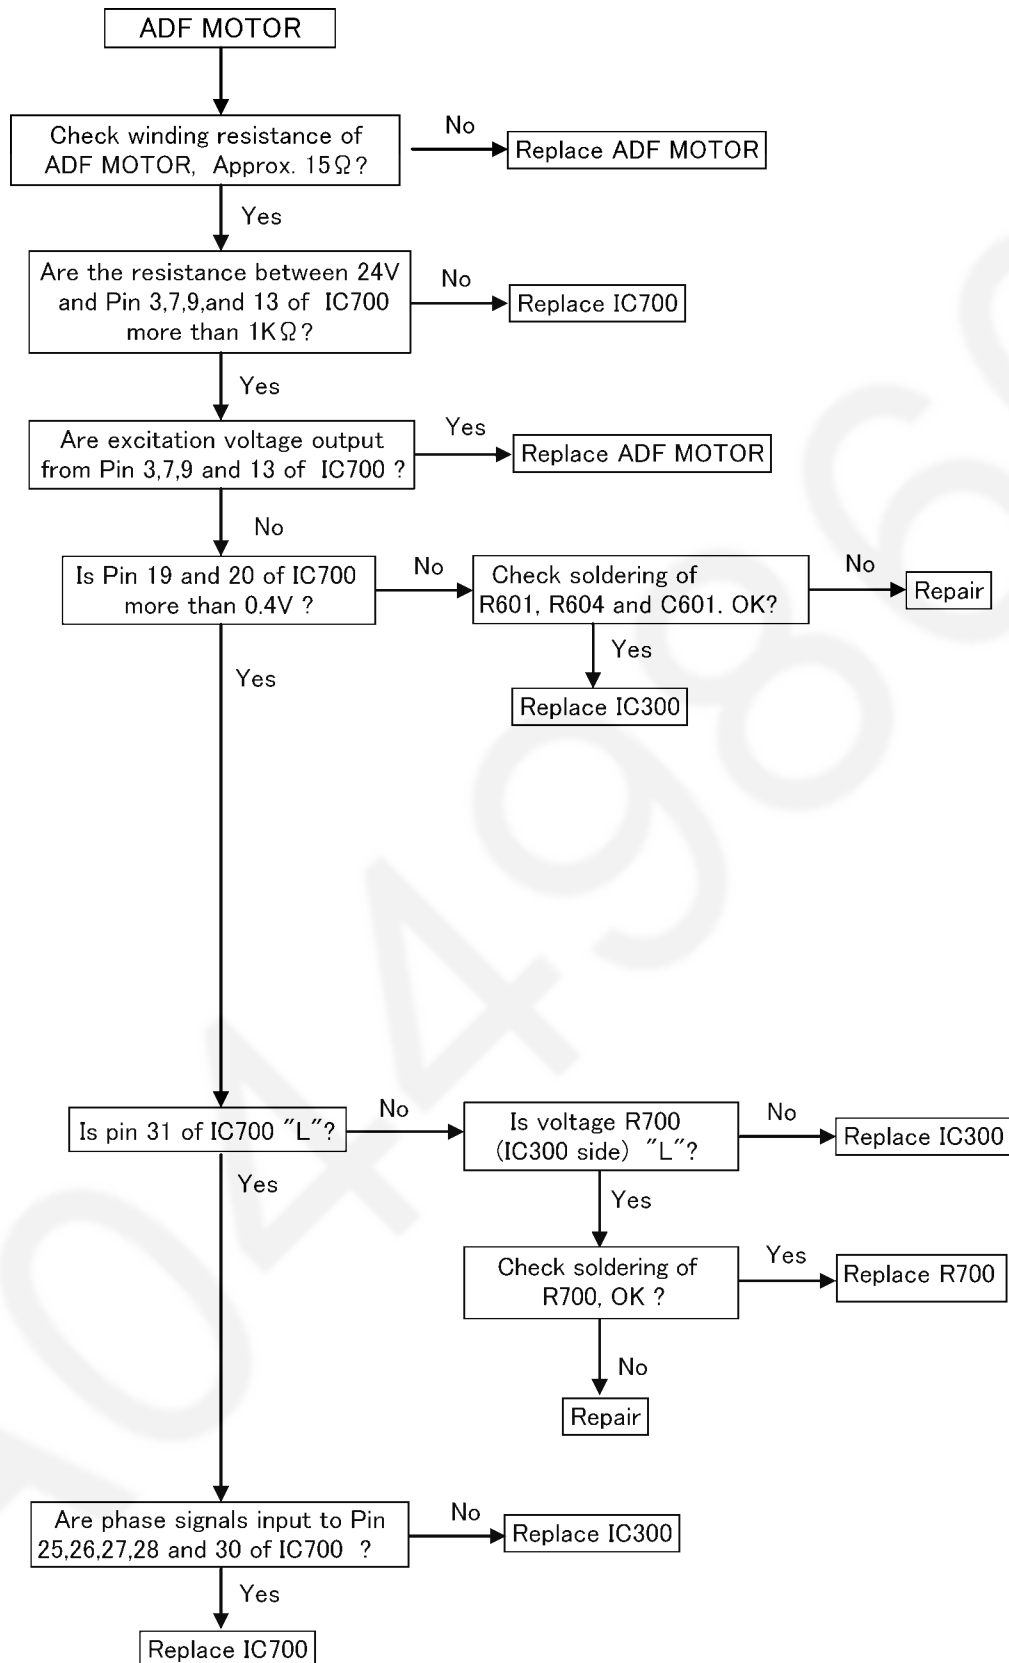 ADF MOTOR
Check winding resistance of
ADF MOTOR, Approx. 15Ω?
No
Replace ADF MOTOR
Yes
Are the resistance between 24V
and Pin 3,7,9,and 13 of IC700
more than 1KΩ?
No
Replace IC700
Yes
Are excitation voltage output
from Pin 3,7,9 and 13 of IC700 ?
Yes
Replace ADF MOTOR
No
Is Pin 19 and 20 of IC700
more than 0.4V ?
No
Check soldering of
R601, R604 and C601. OK?
No
Repair
Yes
Replace IC300
Yes
Is pin 31 of IC700 "L"?
No
Is voltage R700
(IC300 side) "L"?
No
Replace IC300
Yes
Check soldering of
R700, OK ?
Yes
Replace R700
No
Repair
Yes
Are phase signals input to Pin
25,26,27,28 and 30 of IC700 ?
No
Replace IC300
Yes
Replace IC700